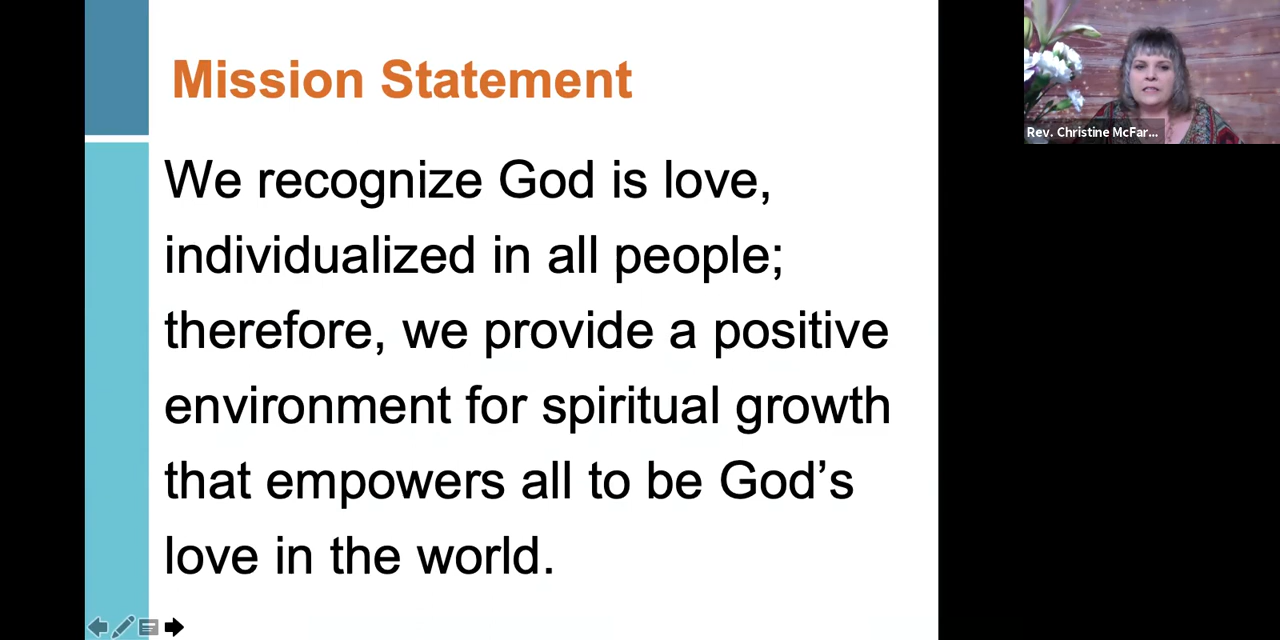 Mission Statement
We recognize God is love,
individualized in all people;
therefore, we provide a positive
environment for spiritual growth
that empowers all to be God’s
love in the world.
Rev. Christine McFar...